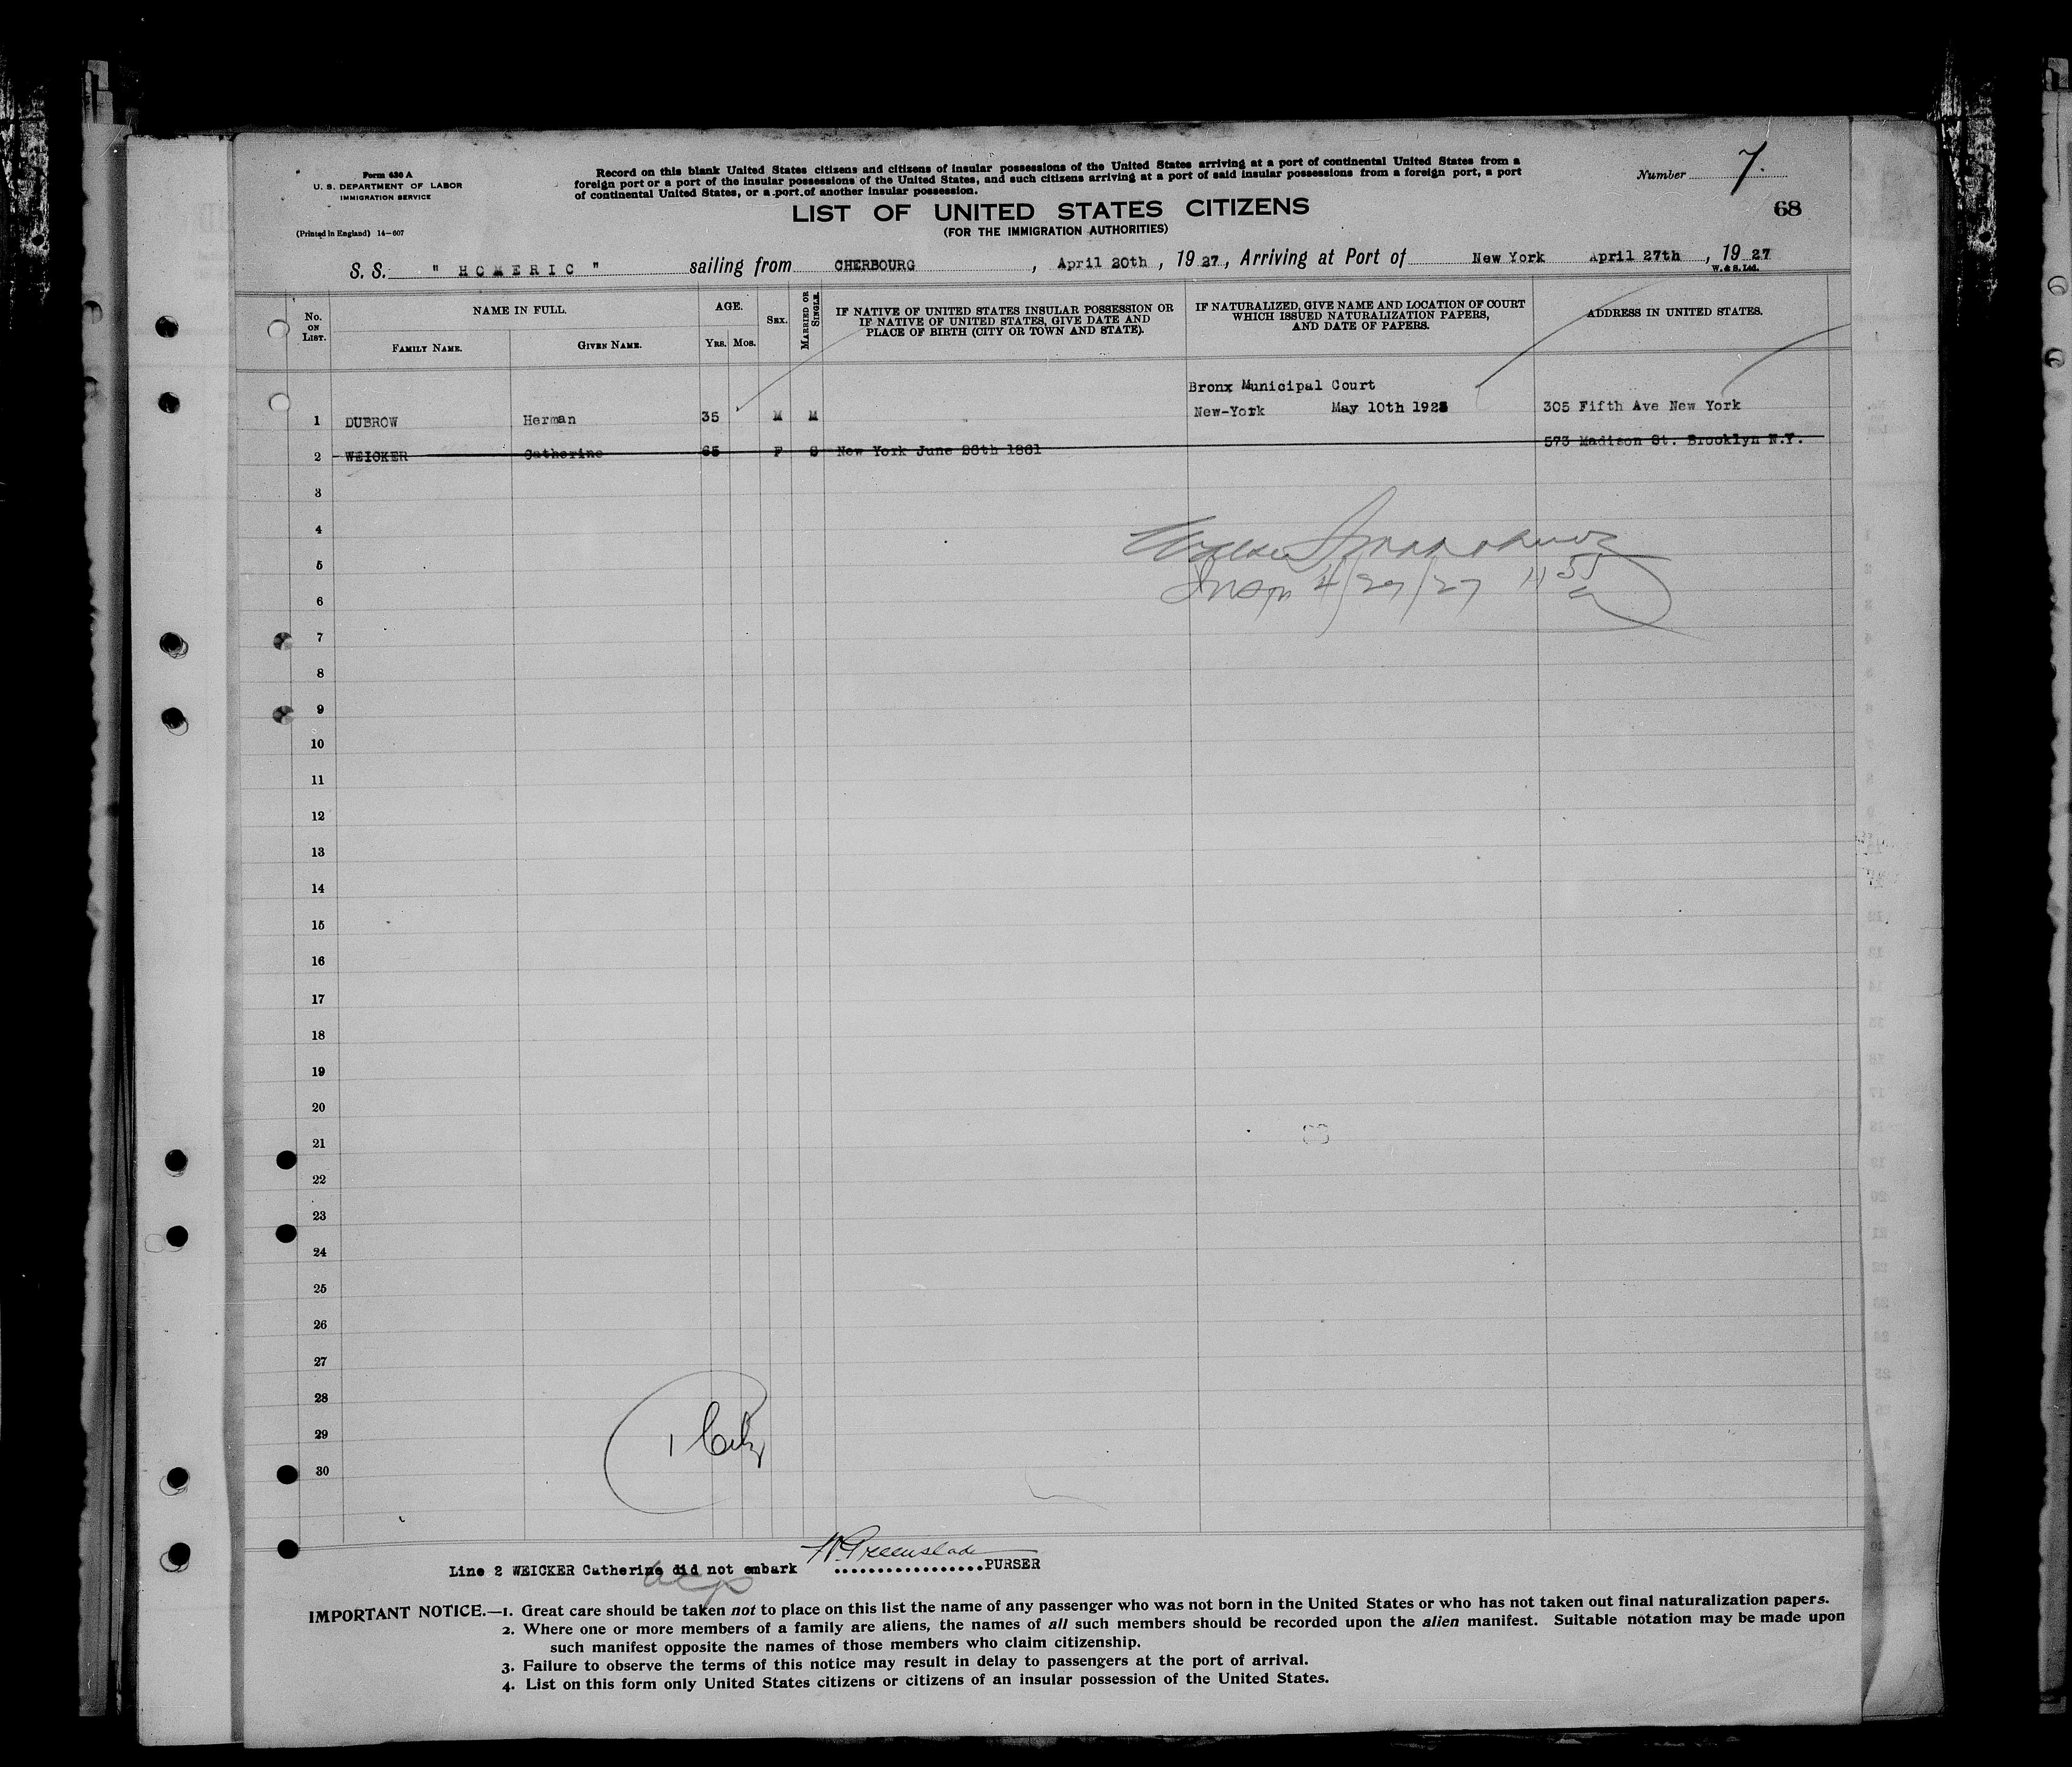 Form 630 A
U. S. DEPARTMENT OF LABOR
IMMIGRATION SERVICE
(Printed in England) 14-607
Record on this blank United States citizens and citizens of insular possessions of the United States arriving at a port of continental United States from a
foreign port or a port of the insular possessions of the United States, and such citizens arriving at a port of said insular possessions from a foreign port, a port
of continental United States, or a port of another insular possession.
Number 7.
LIST OF UNITED STATES CITIZENS
68
(FOR THE IMMIGRATION AUTHORITIES)
S. S. " HOMERIC " sailing from CHERBOURG , April 20th , 19 27, Arriving at Port of New York April 27th , 19 27
W. & S. Ltd.
No. ON LIST.
NAME IN FULL.
FAMILY NAME.
GIVEN NAME.
AGE.
YRS. MOS.
SEX.
MARRIED OR SINGLE.
IF NATIVE OF UNITED STATES INSULAR POSSESSION OR
IF NATIVE OF UNITED STATES, GIVE DATE AND
PLACE OF BIRTH (CITY OR TOWN AND STATE).
IF NATURALIZED, GIVE NAME AND LOCATION OF COURT
WHICH ISSUED NATURALIZATION PAPERS,
AND DATE OF PAPERS.
ADDRESS IN UNITED STATES.
Bronx Municipal Court
1 DUBROW Herman 35 M M New-York May 10th 1925 305 Fifth Ave New York
2 WEICKER Catherine 65 F S New York June 26th 1861 573 Madison St. Brooklyn N.Y.
3
4
5
Insp 4/27/27 11 55 a
6
7
8
9
10
11
12
13
14
15
16
17
18
19
20
21
22
23
24
25
26
27
28
29
30
Line 2 WEICKER Catherine did not embark ..................PURSER
IMPORTANT NOTICE.—1. Great care should be taken not to place on this list the name of any passenger who was not born in the United States or who has not taken out final naturalization papers.
2. Where one or more members of a family are aliens, the names of all such members should be recorded upon the alien manifest. Suitable notation may be made upon
such manifest opposite the names of those members who claim citizenship.
3. Failure to observe the terms of this notice may result in delay to passengers at the port of arrival.
4. List on this form only United States citizens or citizens of an insular possession of the United States.